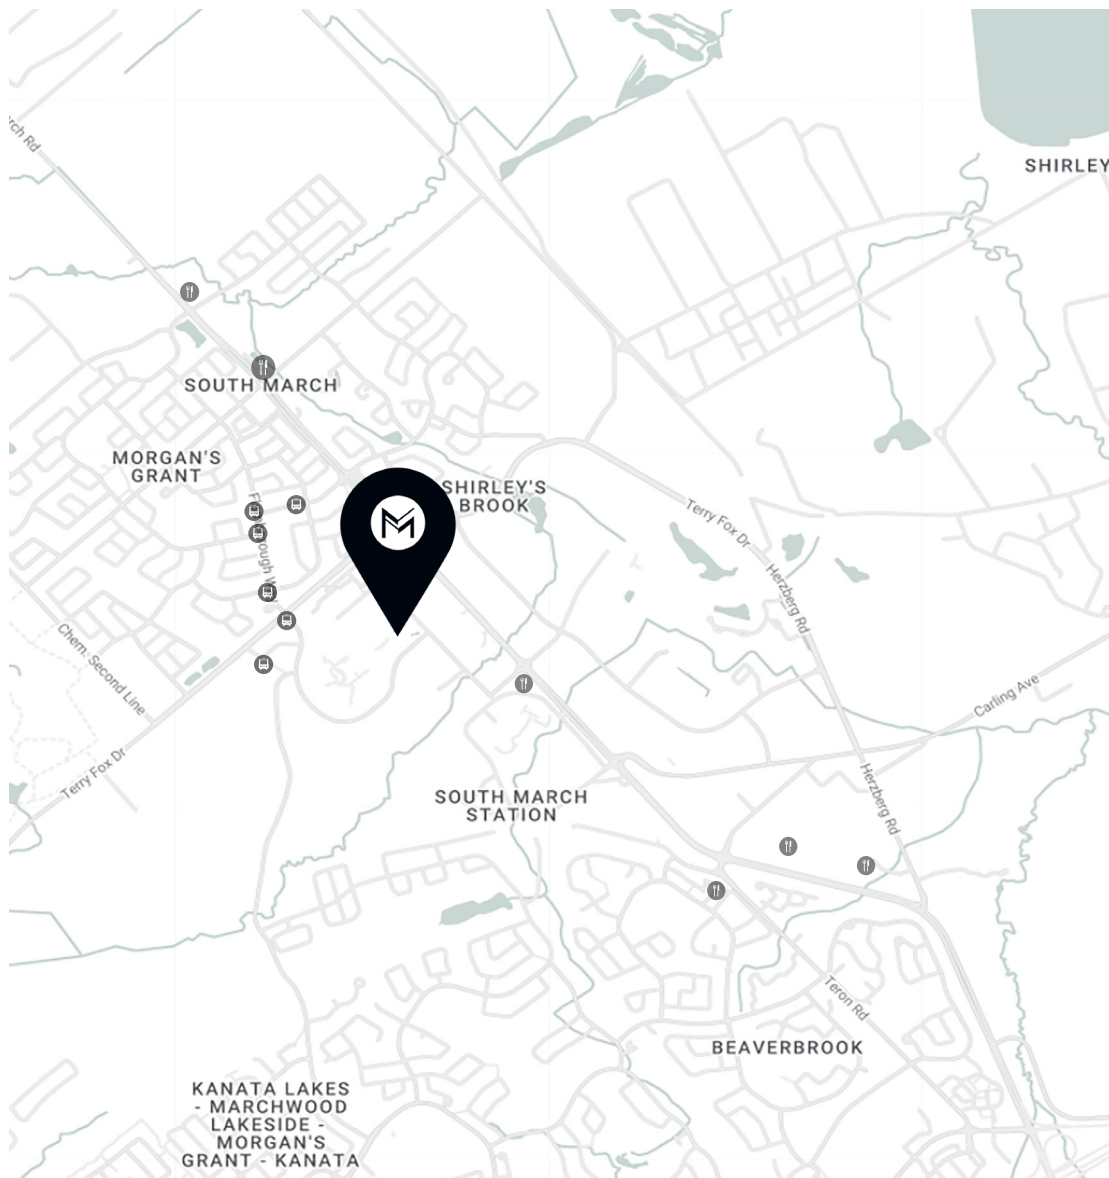 rch Rd
SHIRLEY
SOUTH MARCH
MORGAN'S
GRANT
SHIRLEY'S
BROOK
Terry Fox Dr
Herzberg Rd
Chem. Second Line
Carling Ave
Terry Fox Dr
Herzberg Rd
SOUTH MARCH
STATION
Teron Rd
BEAVERBROOK
KANATA LAKES
- MARCHWOOD
LAKESIDE -
MORGAN'S
GRANT - KANATA